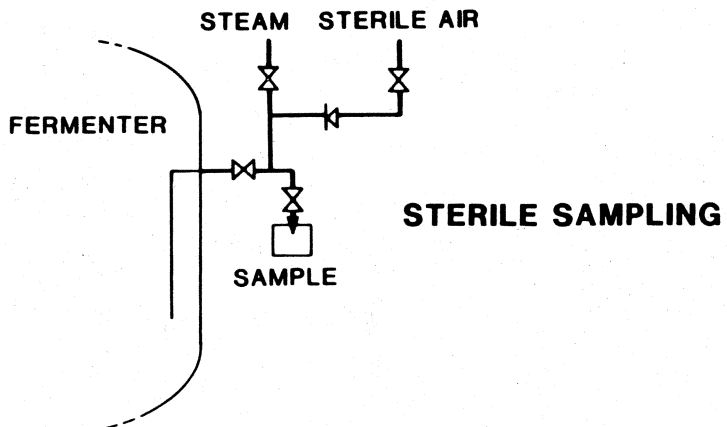 STEAM
STERILE AIR
FERMENTER
STERILE SAMPLING
SAMPLE